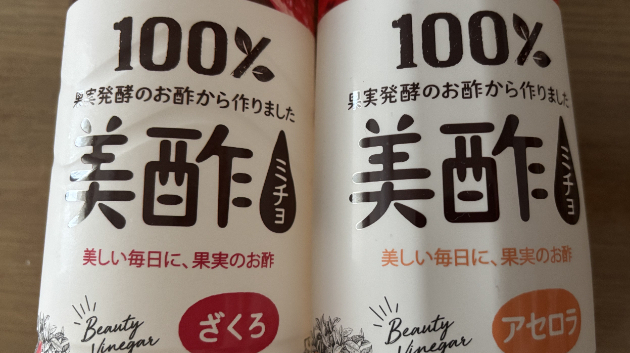 100%
果実発酵のお酢から作りました
美酢
ミチョ
美しい毎日に、果実のお酢
Beauty
Vinegar
ざくろ
100%
果実発酵のお酢から作りました
美酢
ミチョ
美しい毎日に、果実のお酢
Beauty
Vinegar
アセロラ